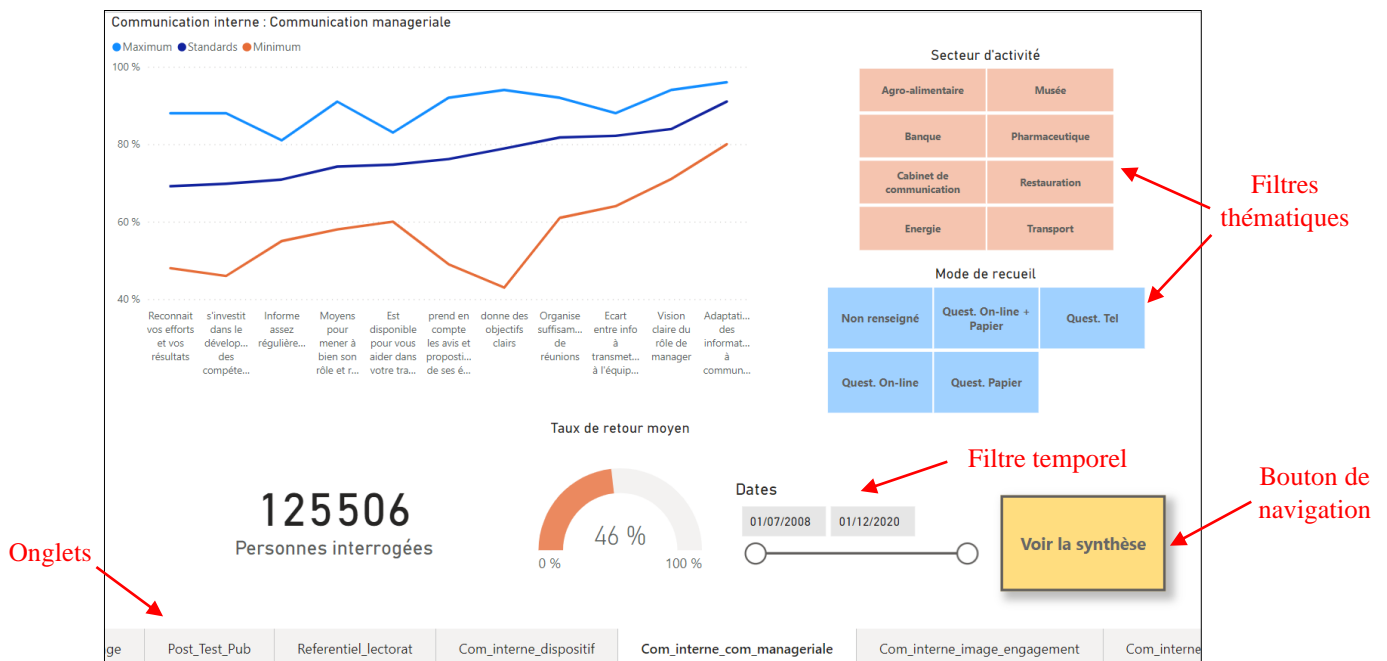 Communication interne : Communication manageriale
Maximum Standards Minimum
100 %
80 %
60 %
40 %
Reconnait
vos efforts
et vos
résultats
s'investit
dans le
dévelop...
des
compéte...
Informe
assez
régulière...
Moyens
pour
mener à
bien son
rôle et r...
Est
disponible
pour vous
aider dans
votre tra...
prend en
compte
les avis et
propositi...
de ses é...
donne des
objectifs
clairs
Organise
suffisam...
de
réunions
Ecart
entre info
à
transmet...
à l'équip...
Vision
claire du
rôle de
manager
Adaptati...
des
informat...
à
commun...
Secteur d'activité
Agro-alimentaire
Musée
Banque
Pharmaceutique
Cabinet de
communication
Restauration
Energie
Transport
Filtres
thématiques
Mode de recueil
Non renseigné
Quest. On-line +
Papier
Quest. Tel
Quest. On-line
Quest. Papier
125506
Personnes interrogées
Taux de retour moyen
46 %
0 %
100 %
Filtre temporel
Dates
01/07/2008
01/12/2020
Voir la synthèse
Bouton de
navigation
Onglets
ge
Post_Test_Pub
Referentiel_lectorat
Com_interne_dispositif
Com_interne_com_manageriale
Com_interne_image_engagement
Com_interne